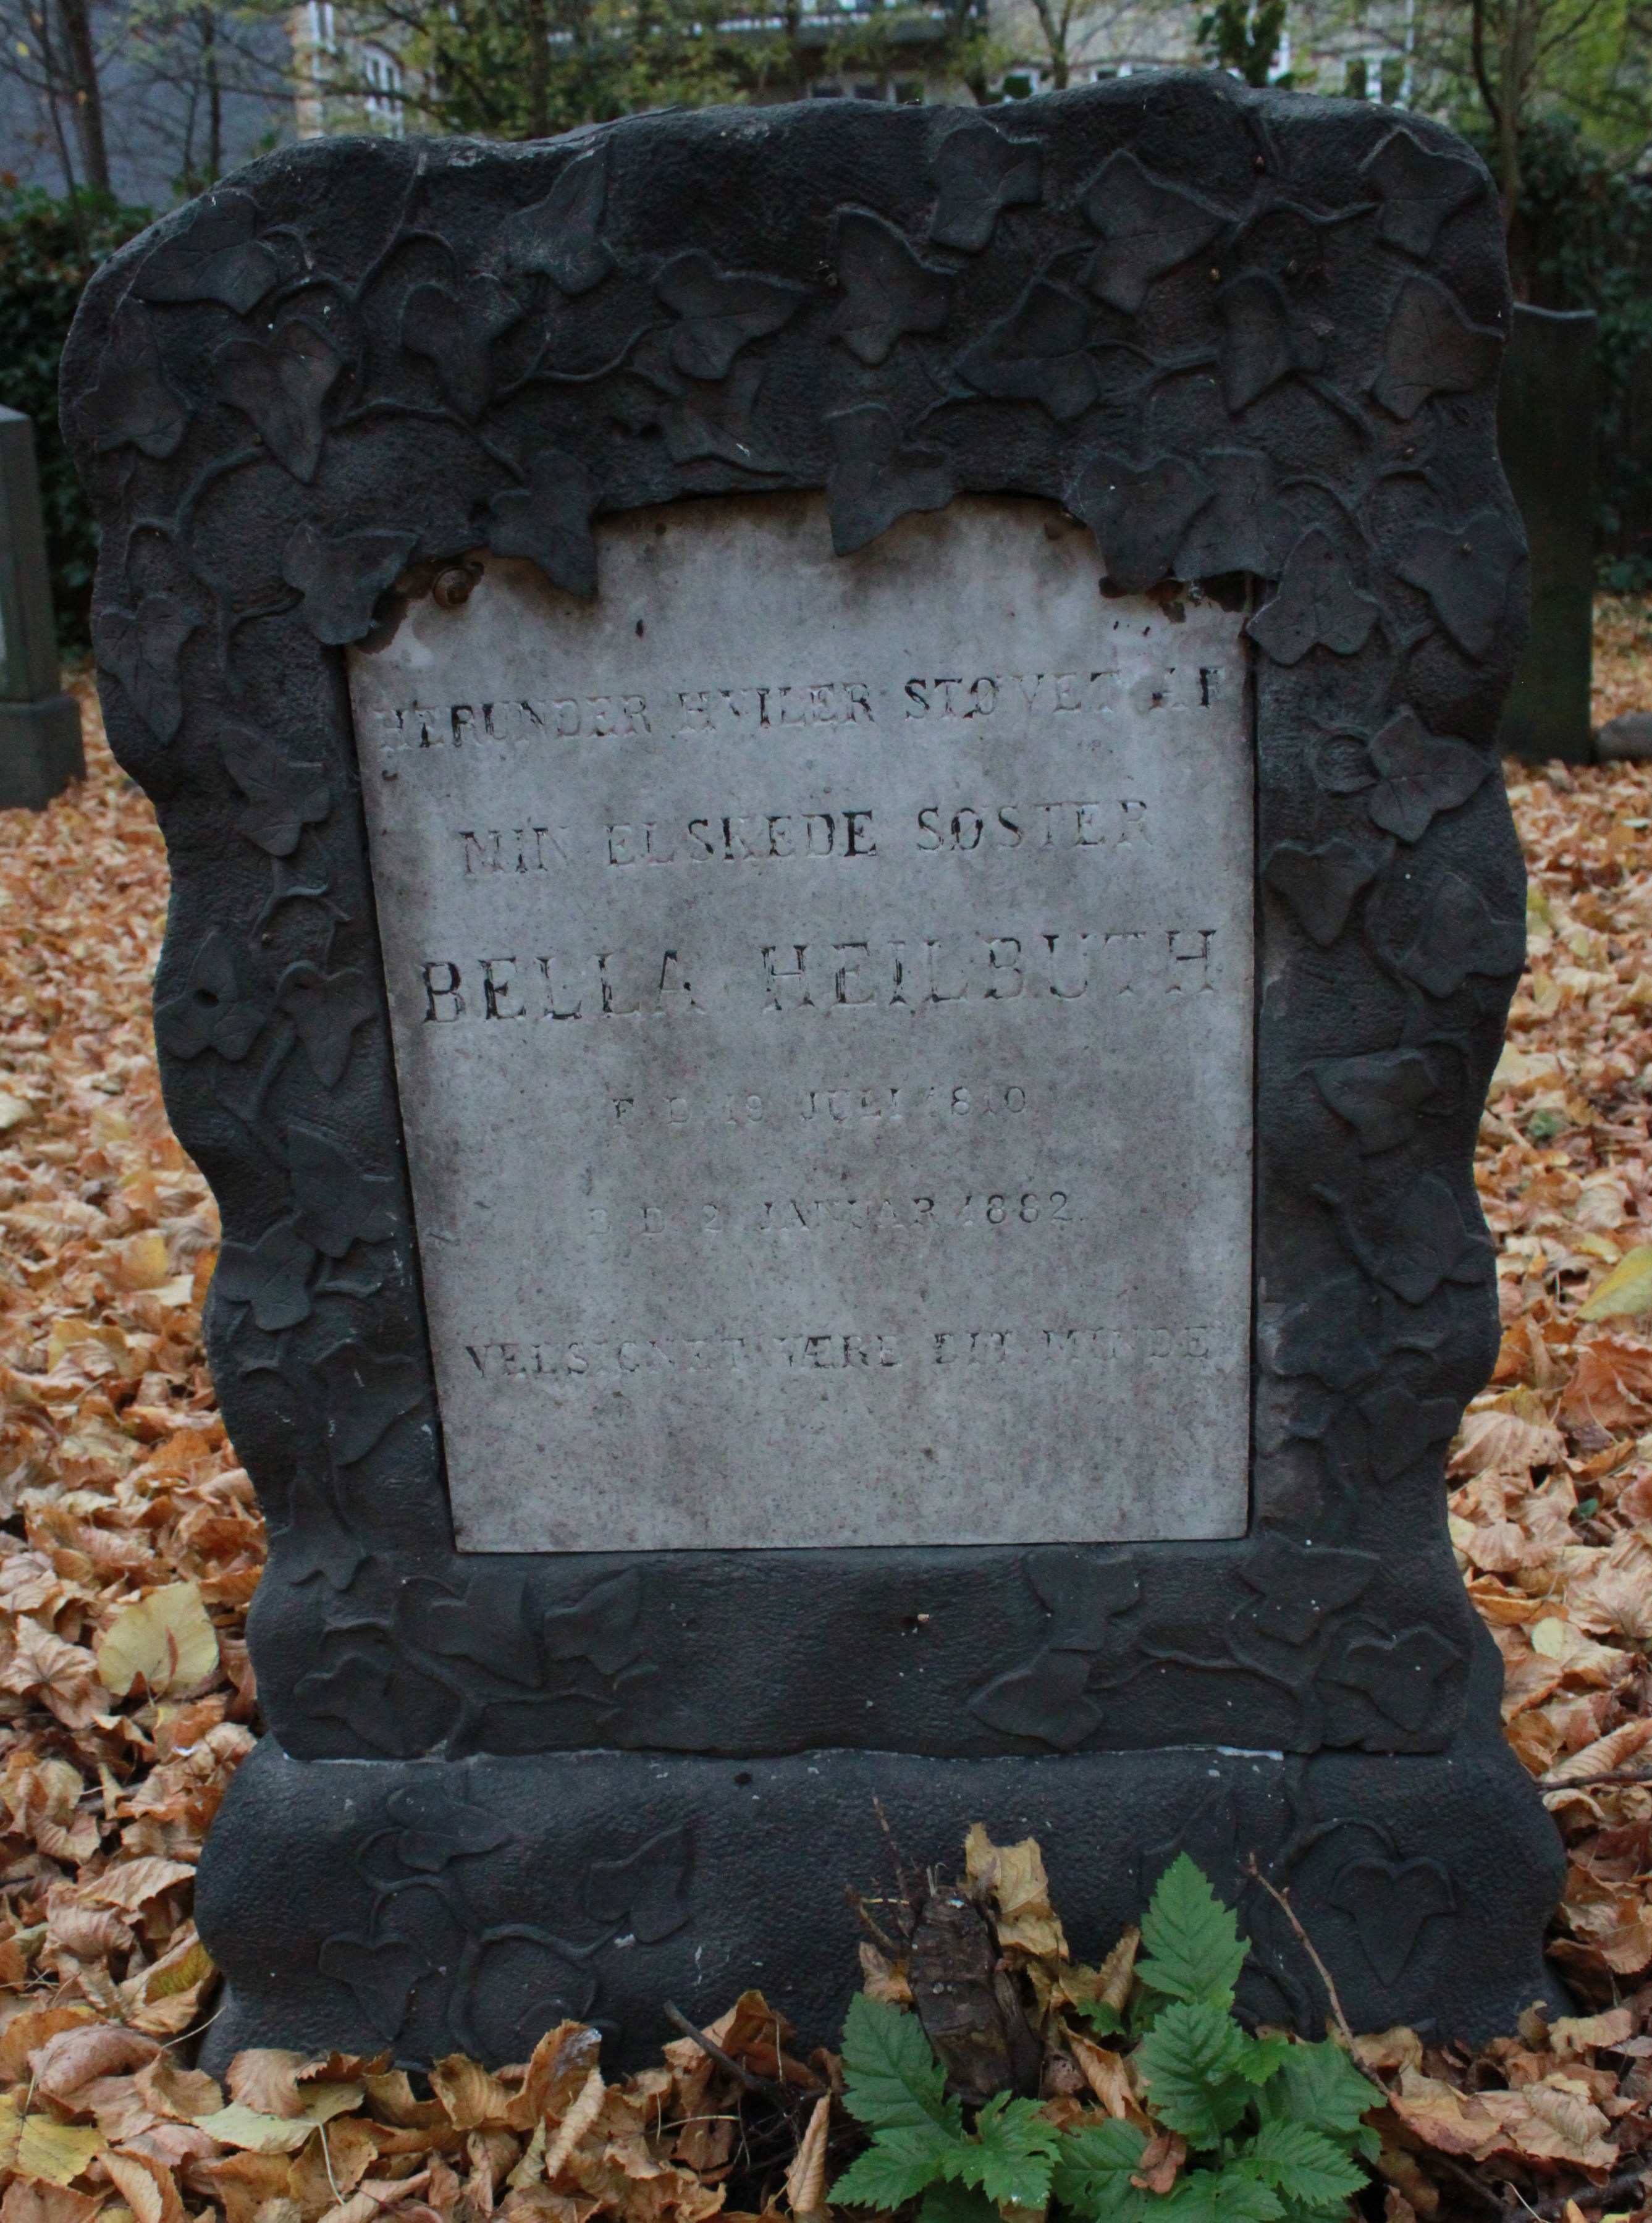 HERUNDER HVILER STØVET AF
MIN ELSKEDE SØSTER
BELLA HEILBUTH
F. D. 19 JULI 1810
D. D. 2 JANUAR 1882.
VELSIGNET VÆRE DIT MINDE